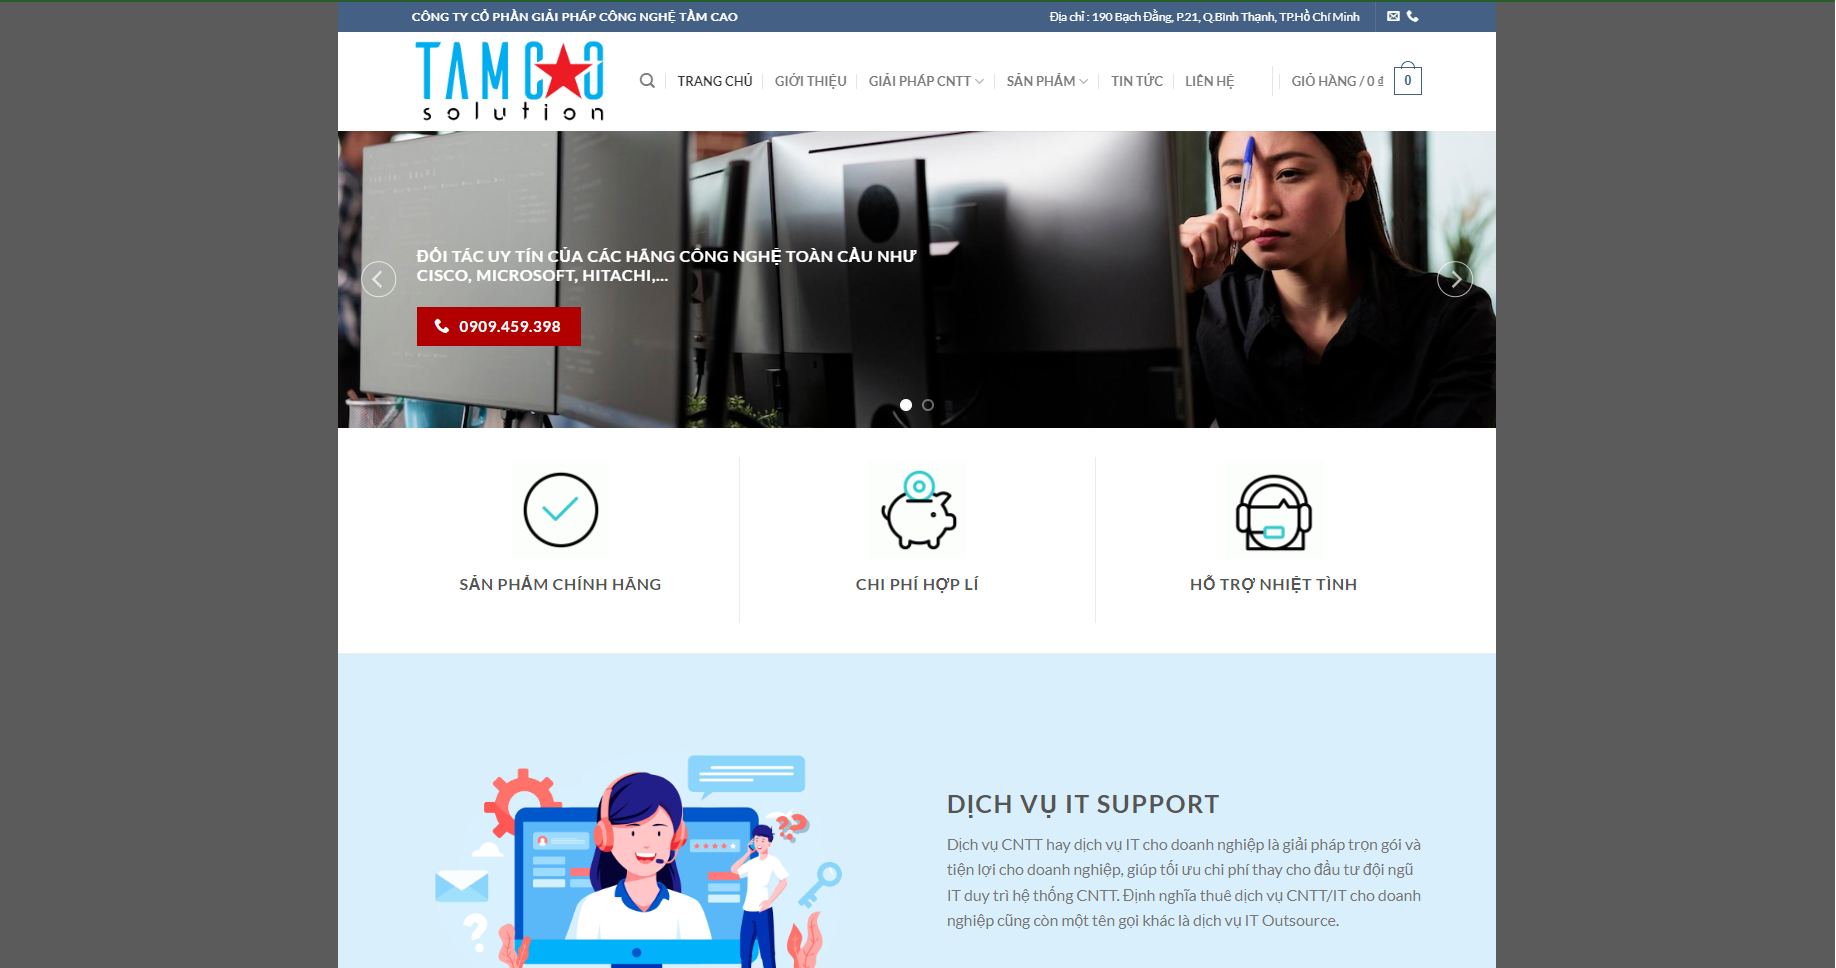 CÔNG TY CỔ PHẦN GIẢI PHÁP CÔNG NGHỆ TẦM CAO
Địa chỉ : 190 Bạch Đằng, P.21, Q.Bình Thạnh, TP.Hồ Chí Minh
TAM CAO
solution
TRANG CHỦ
GIỚI THIỆU
GIẢI PHÁP CNTT
SẢN PHẨM
TIN TỨC
LIÊN HỆ
GIỎ HÀNG / 0 ₫
0
ĐỐI TÁC UY TÍN CỦA CÁC HÃNG CÔNG NGHỆ TOÀN CẦU NHƯ
CISCO, MICROSOFT, HITACHI,...
0909.459.398
SẢN PHẨM CHÍNH HÃNG
CHI PHÍ HỢP LÍ
HỖ TRỢ NHIỆT TÌNH
DỊCH VỤ IT SUPPORT
Dịch vụ CNTT hay dịch vụ IT cho doanh nghiệp là giải pháp trọn gói và
tiện lợi cho doanh nghiệp, giúp tối ưu chi phí thay cho đầu tư đội ngũ
IT duy trì hệ thống CNTT. Định nghĩa thuê dịch vụ CNTT/IT cho doanh
nghiệp cũng còn một tên gọi khác là dịch vụ IT Outsource.